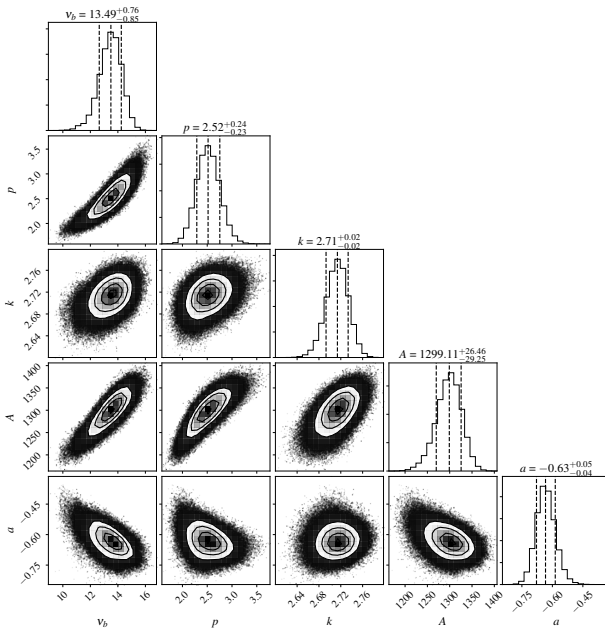 ν_b = 13.49^{+0.76}_{−0.85}
p = 2.52^{+0.24}_{−0.23}
p
3.5
3.0
2.5
2.0
k = 2.71^{+0.02}_{−0.02}
k
2.76
2.72
2.68
2.64
A = 1299.11^{+26.46}_{−29.25}
A
1400
1350
1300
1250
1200
a = −0.63^{+0.05}_{−0.04}
a
−0.45
−0.60
−0.75
10 12 14 16 2.0 2.5 3.0 3.5 2.64 2.68 2.72 2.76 1200 1250 1300 1350 1400 −0.75 −0.60 −0.45
ν_b p k A a